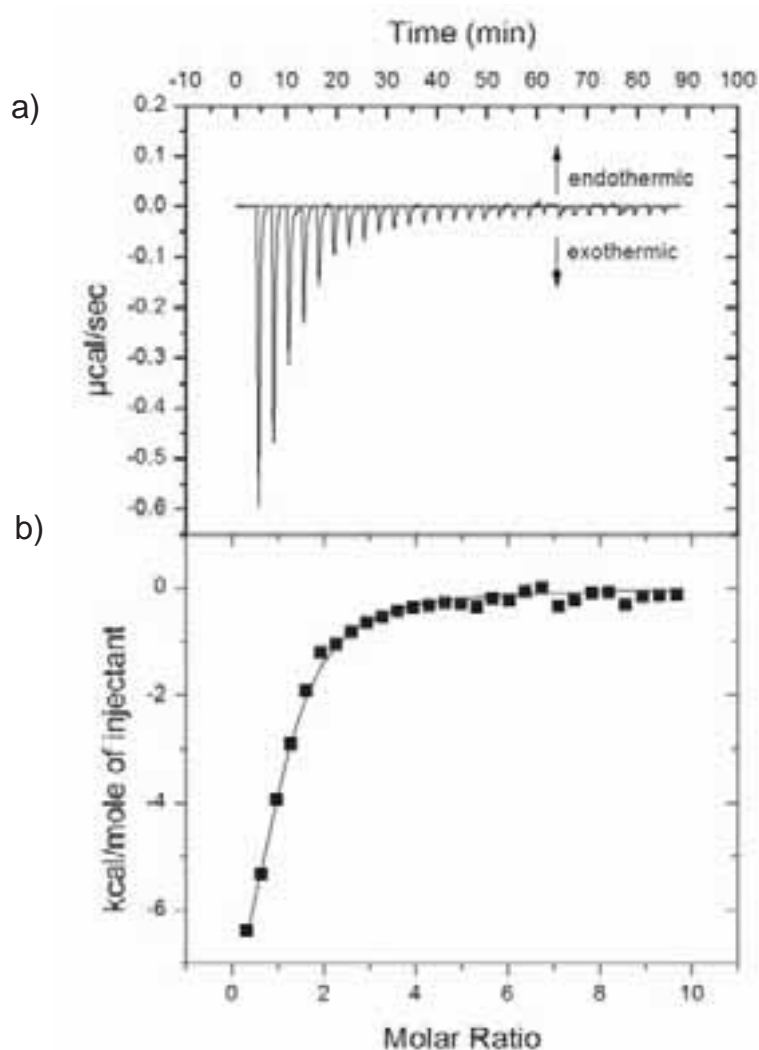 Time (min)
-10 0 10 20 30 40 50 60 70 80 90 100
a)
0.2
0.1
endothermic
0.0
exothermic
-0.1
-0.2
-0.3
-0.4
-0.5
-0.6
µcal/sec
b)
0
-2
-4
-6
kcal/mole of injectant
0 2 4 6 8 10
Molar Ratio